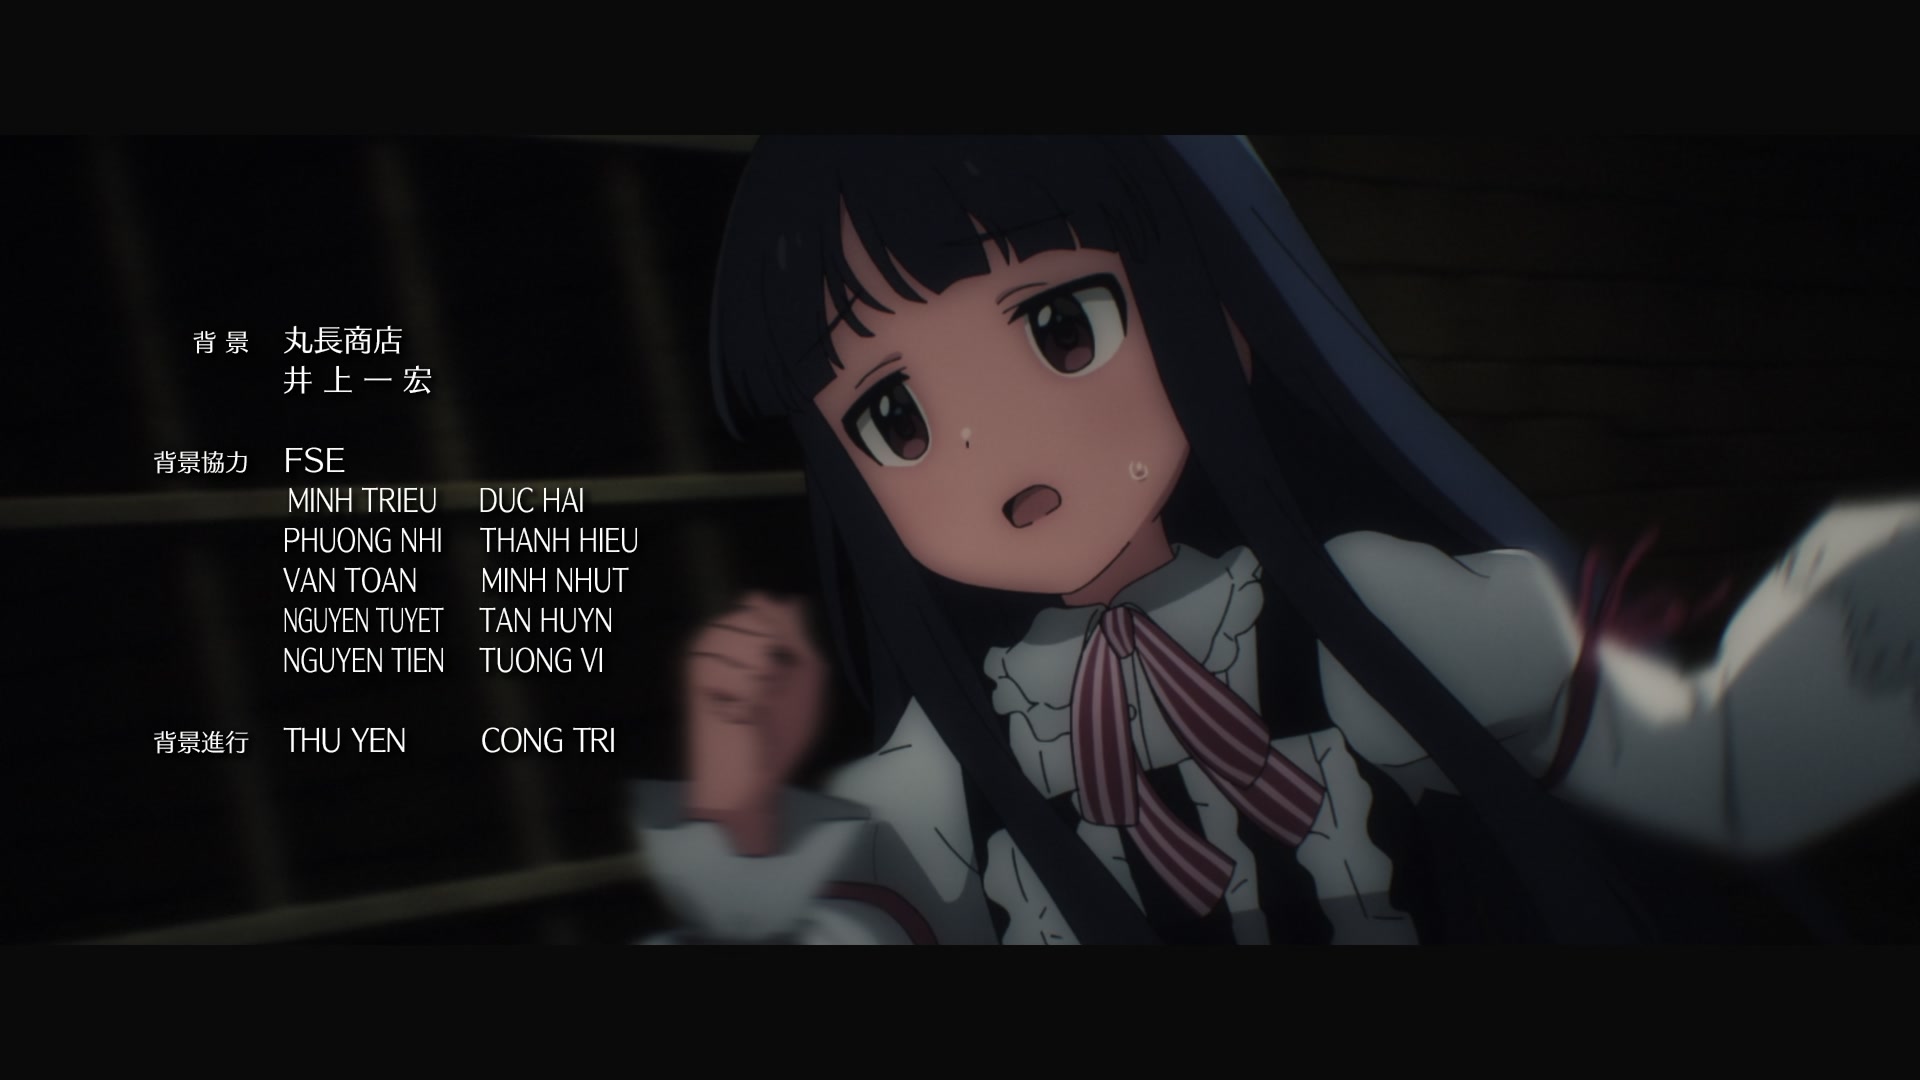 背景 丸長商店
井上一宏
背景協力 FSE
MINH TRIEU DUC HAI
PHUONG NHI THANH HIEU
VAN TOAN MINH NHUT
NGUYEN TUYET TAN HUYN
NGUYEN TIEN TUONG VI
背景進行 THU YEN CONG TRI